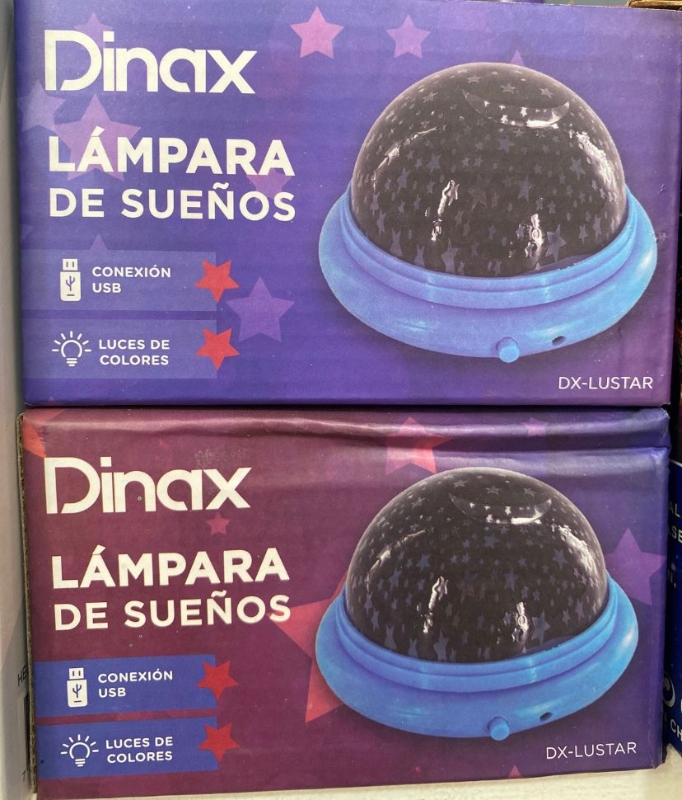 Dinax
LÁMPARA
DE SUEÑOS
CONEXIÓN
USB
LUCES DE
COLORES
DX-LUSTAR
Dinax
LÁMPARA
DE SUEÑOS
CONEXIÓN
USB
LUCES DE
COLORES
DX-LUSTAR